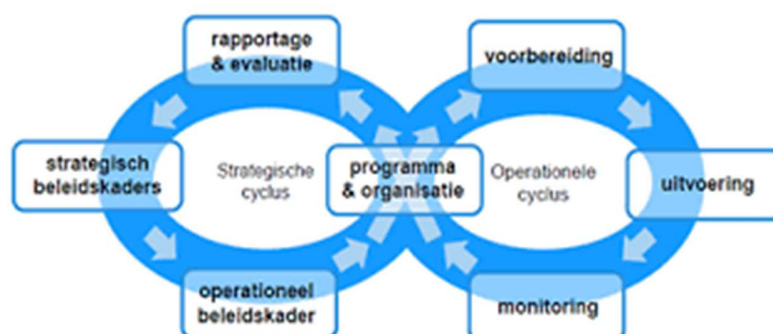 rapportage
& evaluatie
voorbereiding
strategisch
beleidskaders
Strategische
cyclus
programma
& organisatie
Operationele
cyclus
uitvoering
operationeel
beleidskader
monitoring